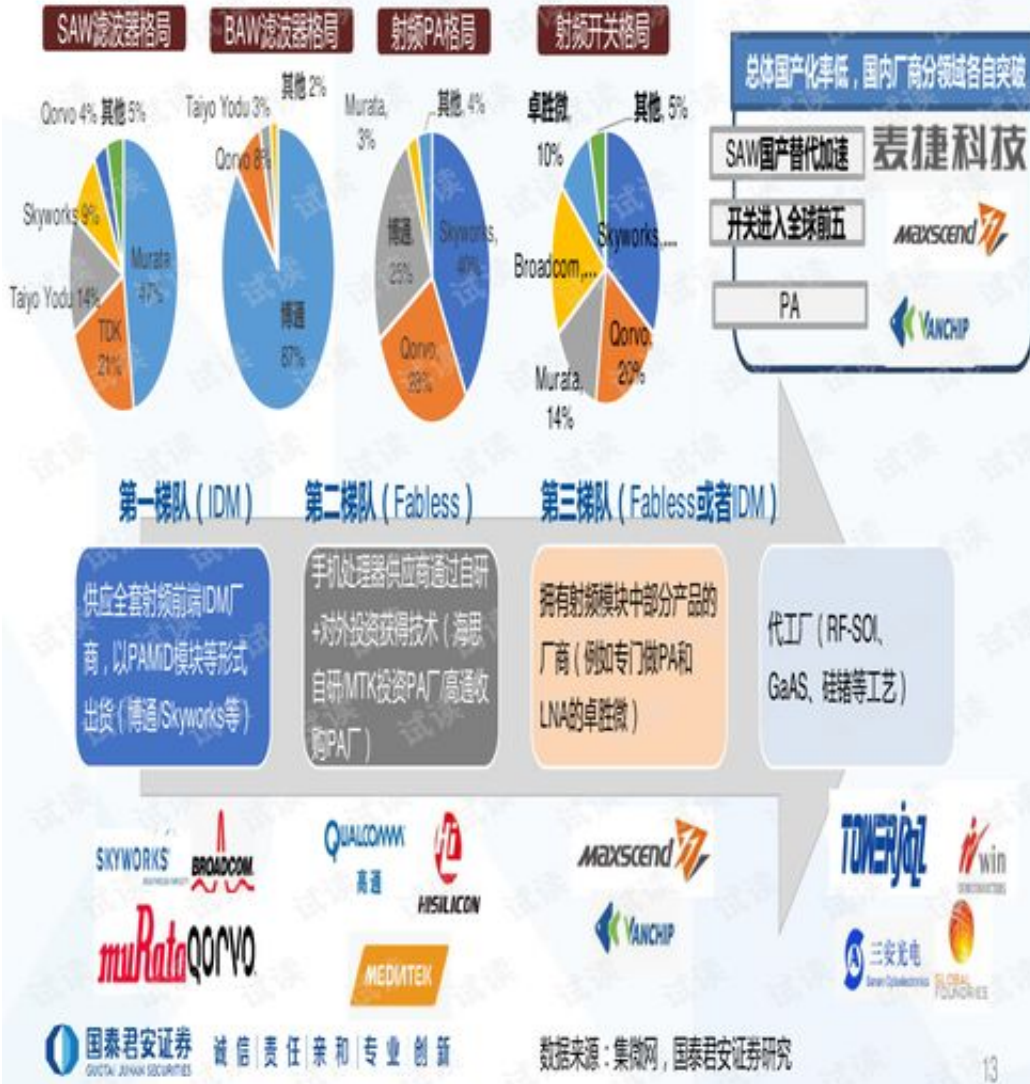 SAW滤波器格局
BAW滤波器格局
射频PA格局
射频开关格局
Qorvo 4%
其他 5%
Skyworks 9%
Taiyo Yodu 14%
TDK
21%
Murata
47%
Taiyo Yodu 3%
其他 2%
Qorvo 8%
博通
87%
Murata,
3%
其他, 4%
博通,
25%
Skyworks,
40%
Qorvo,
28%
卓胜微,
10%
其他, 5%
Broadcom,...
Skyworks,...
Murata,
14%
Qorvo,
20%
总体国产化率低，国内厂商分领域各自突破
SAW国产替代加速
麦捷科技
开关进入全球前五
maxscend
PA
VANCHIP
第一梯队（IDM）
第二梯队（Fabless）
第三梯队（Fabless或者IDM）
供应全套射频前端IDM厂
商，以PAMiD模块等形式
出货（博通/Skyworks等）
手机处理器供应商通过自研
+对外投资获得技术（海思
自研/MTK投资PA厂/高通收
购PA厂）
拥有射频模块中部分产品的
厂商（例如专门做PA和
LNA的卓胜微）
代工厂（RF-SOI、
GaAS、硅锗等工艺）
SKYWORKS
BROADCOM
muRata
QORVO
QUALCOMM
高通
HISILICON
MEDIATEK
maxscend
VANCHIP
TOWERjazz
win
SEMICONDUCTORS
三安光电
Sanan Optoelectronics
GLOBAL
FOUNDRIES
国泰君安证券
GUOTAI JUNAN SECURITIES
诚信|责任|亲和|专业 创新
数据来源：集微网，国泰君安证券研究
13
试读